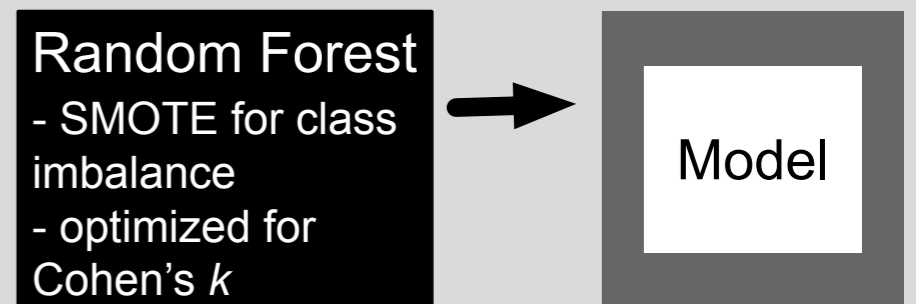 Random Forest
- SMOTE for class
imbalance
- optimized for
Cohen’s k
Model